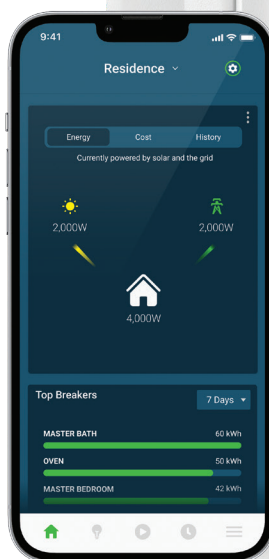 9:41
Residence
Energy Cost History
Currently powered by solar and the grid
2,000W 2,000W
4,000W
Top Breakers 7 Days
MASTER BATH 60 kWh
OVEN 50 kWh
MASTER BEDROOM 42 kWh